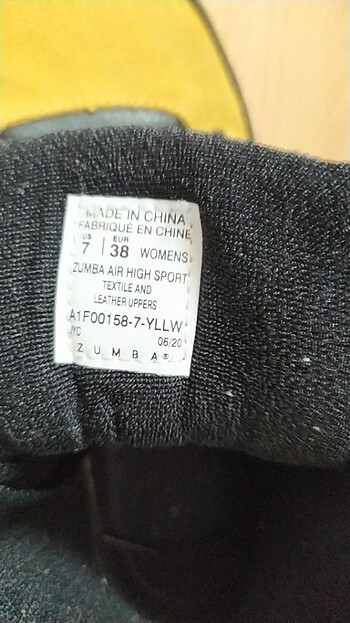 MADE IN CHINA
FABRIQUÉ EN CHINE
US EUR
7 | 38 WOMENS
ZUMBA AIR HIGH SPORT
TEXTILE AND
LEATHER UPPERS
A1F00158-7-YLLW
JYC 06/20
ZUMBA®